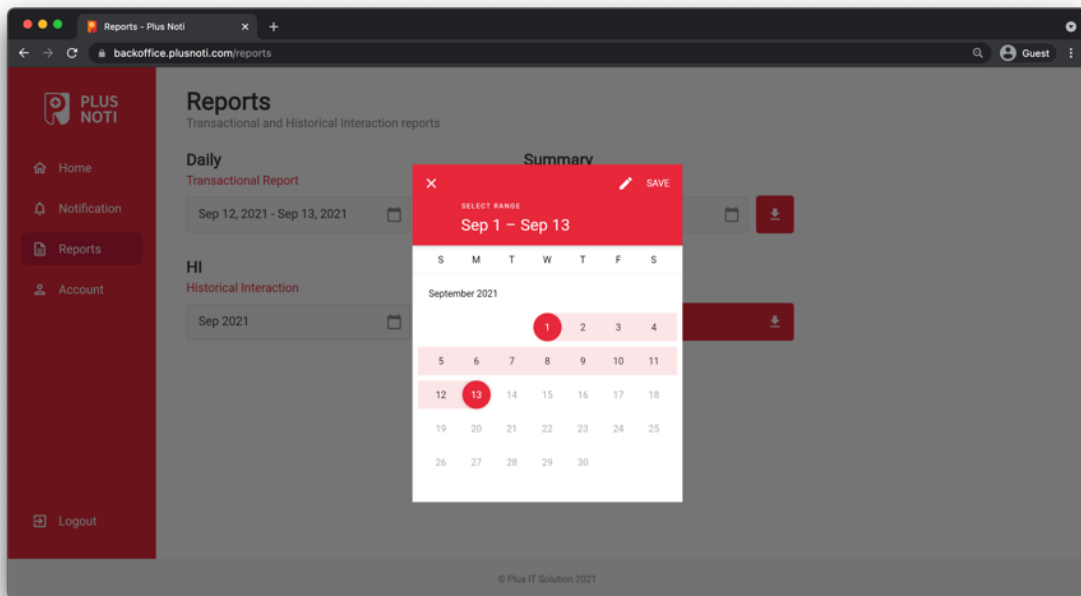 Reports - Plus Noti
backoffice.plusnoti.com/reports
Guest
PLUS
NOTI
Home
Notification
Reports
Account
Logout
Reports
Transactional and Historical Interaction reports
Daily
Transactional Report
Sep 12, 2021 - Sep 13, 2021
Summary
HI
Historical Interaction
Sep 2021
SAVE
SELECT RANGE
Sep 1 – Sep 13
S M T W T F S
September 2021
1 2 3 4
5 6 7 8 9 10 11
12 13 14 15 16 17 18
19 20 21 22 23 24 25
26 27 28 29 30
© Plus IT Solution 2021